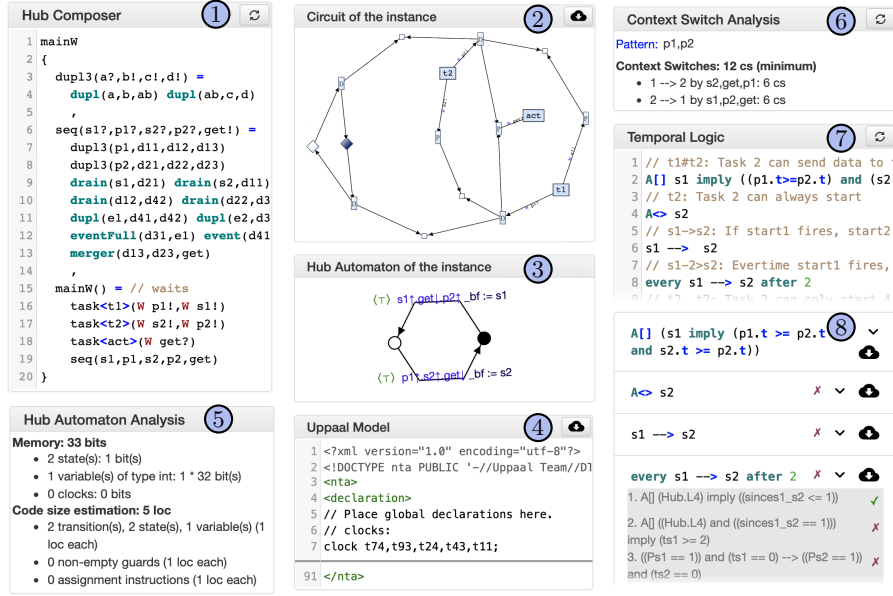 Hub Composer
1
1 mainW
2 {
3 dupl3(a?,b!,c!,d!) =
4 dupl(a,b,ab) dupl(ab,c,d)
5 ,
6 seq(s1?,p1?,s2?,p2?,get!) =
7 dupl3(p1,d11,d12,d13)
8 dupl3(p2,d21,d22,d23)
9 drain(s1,d21) drain(s2,d11)
10 drain(d12,d42) drain(d22,d3
11 dupl(e1,d41,d42) dupl(e2,d3
12 eventFull(d31,e1) event(d41
13 merger(d13,d23,get)
14 ,
15 mainW() = // waits
16 task<t1>(W p1!,W s1!)
17 task<t2>(W s2!,W p2!)
18 task<act>(W get?)
19 seq(s1,p1,s2,p2,get)
20 }
Hub Automaton Analysis
5
Memory: 33 bits
• 2 state(s): 1 bit(s)
• 1 variable(s) of type int: 1 * 32 bit(s)
• 0 clocks: 0 bits
Code size estimation: 5 loc
• 2 transition(s), 2 state(s), 1 variable(s) (1
loc each)
• 0 non-empty guards (1 loc each)
• 0 assignment instructions (1 loc each)
Circuit of the instance
2
t2
act
t1
Hub Automaton of the instance
3
⟨⊤⟩ s1↑,get↓,p2↑, _bf := s1
⟨⊤⟩ p1↑,s2↑,get↓, _bf := s2
Uppaal Model
4
1 <?xml version="1.0" encoding="utf-8"?>
2 <!DOCTYPE nta PUBLIC '-//Uppaal Team//DT
3 <nta>
4 <declaration>
5 // Place global declarations here.
6 // clocks:
7 clock t74,t93,t24,t43,t11;
91 </nta>
Context Switch Analysis
6
Pattern: p1,p2
Context Switches: 12 cs (minimum)
• 1 --> 2 by s2,get,p1: 6 cs
• 2 --> 1 by s1,p2,get: 6 cs
Temporal Logic
7
1 // t1#t2: Task 2 can send data to
2 A[] s1 imply ((p1.t>=p2.t) and (s2
3 // t2: Task 2 can always start
4 A<> s2
5 // s1->s2: If start1 fires, start2
6 s1 --> s2
7 // s1-2>s2: Evertime start1 fires,
8 every s1 --> s2 after 2
8
A[] (s1 imply (p1.t >= p2.t
and s2.t >= p2.t))
A<> s2 ✗
s1 --> s2 ✗
every s1 --> s2 after 2 ✗
1. A[] (Hub.L4) imply ((sinces1_s2 <= 1)) ✓
2. A[] ((Hub.L4) and ((sinces1_s2 == 1))) ✗
imply (ts1 >= 2)
3. ((Ps1 == 1)) and (ts1 == 0) --> ((Ps2 == 1)) ✗
and (ts2 == 0)